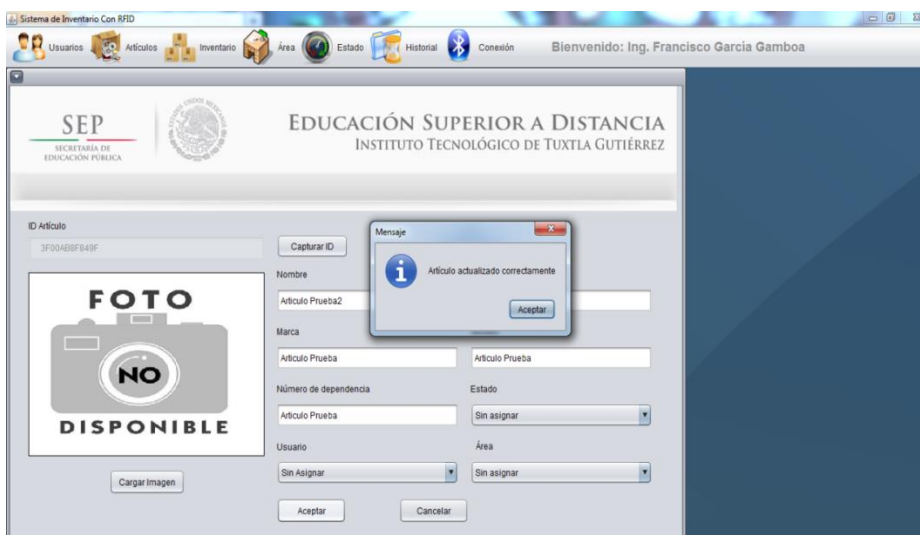 Sistema de Inventario Con RFID
Usuarios Artículos Inventario Área Estado Historial Conexión Bienvenido: Ing. Francisco García Gamboa
SEP
SECRETARÍA DE
EDUCACIÓN PÚBLICA
EDUCACIÓN SUPERIOR A DISTANCIA
INSTITUTO TECNOLÓGICO DE TUXTLA GUTIÉRREZ
ID Artículo
Capturar ID
Mensaje
Artículo actualizado correctamente
Aceptar
FOTO
NO
DISPONIBLE
Cargar Imagen
Nombre
Articulo Prueba2
Marca
Articulo Prueba Articulo Prueba
Número de dependencia Estado
Articulo Prueba Sin asignar
Usuario Área
Sin Asignar Sin asignar
Aceptar Cancelar